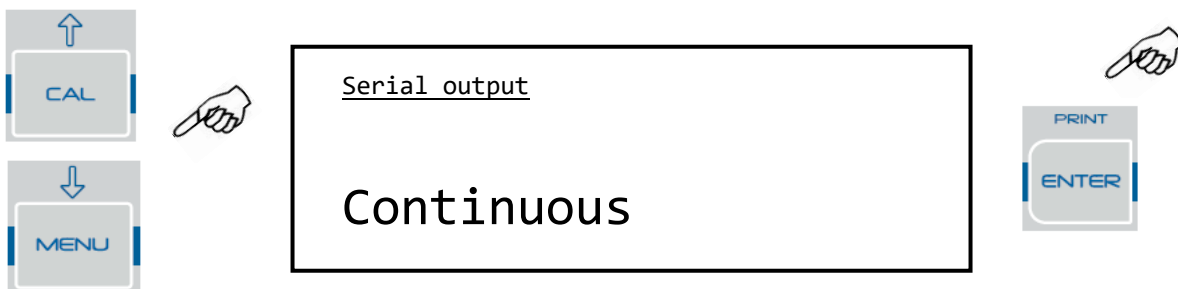 CAL
MENU
Serial output
Continuous
PRINT
ENTER